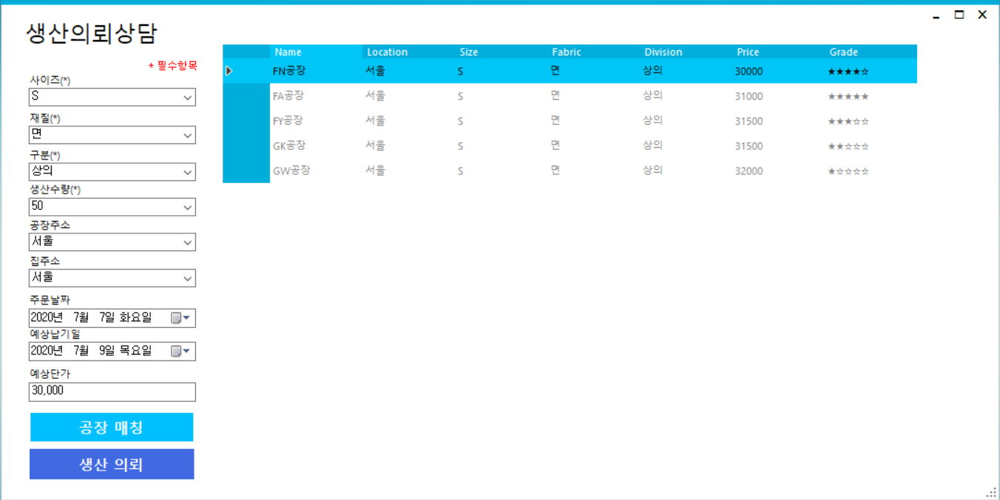 생산의뢰상담
* 필수항목
사이즈(*)
S
재질(*)
면
구분(*)
상의
생산수량(*)
50
공장주소
서울
집주소
서울
주문날짜
2020년 7월 7일 화요일
예상납기일
2020년 7월 9일 목요일
예상단가
30,000
공장 매칭
생산 의뢰
Name Location Size Fabric Division Price Grade
FN공장 서울 S 면 상의 30000 ★★★★☆
FA공장 서울 S 면 상의 31000 ★★★★★
FY공장 서울 S 면 상의 31500 ★★★☆☆
GK공장 서울 S 면 상의 31500 ★★☆☆☆
GW공장 서울 S 면 상의 32000 ★☆☆☆☆